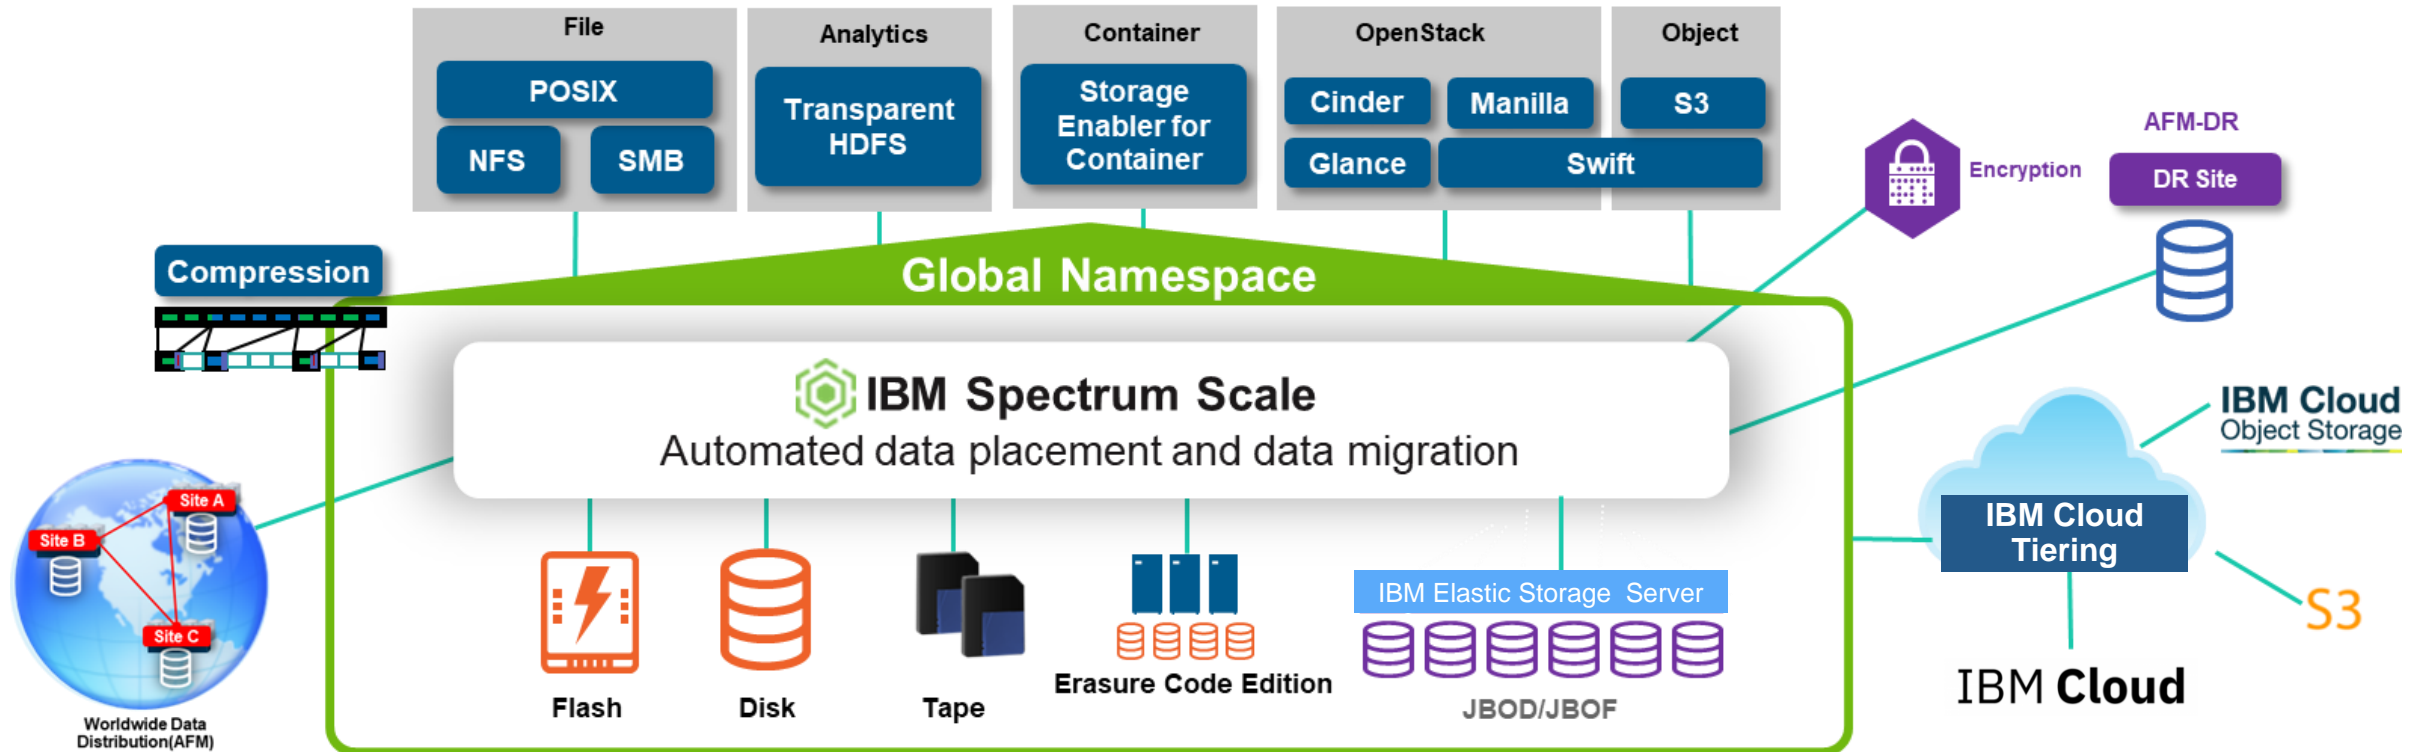 File
POSIX
NFS
SMB
Analytics
Transparent
HDFS
Container
Storage
Enabler for
Container
OpenStack
Cinder
Manilla
Glance
Object
S3
Swift
Encryption
AFM-DR
DR Site
Compression
Global Namespace
IBM Spectrum Scale
Automated data placement and data migration
Site A
Site B
Site C
Worldwide Data
Distribution(AFM)
Flash
Disk
Tape
Erasure Code Edition
IBM Elastic Storage Server
JBOD/JBOF
IBM Cloud
Object Storage
IBM Cloud
Tiering
S3
IBM Cloud